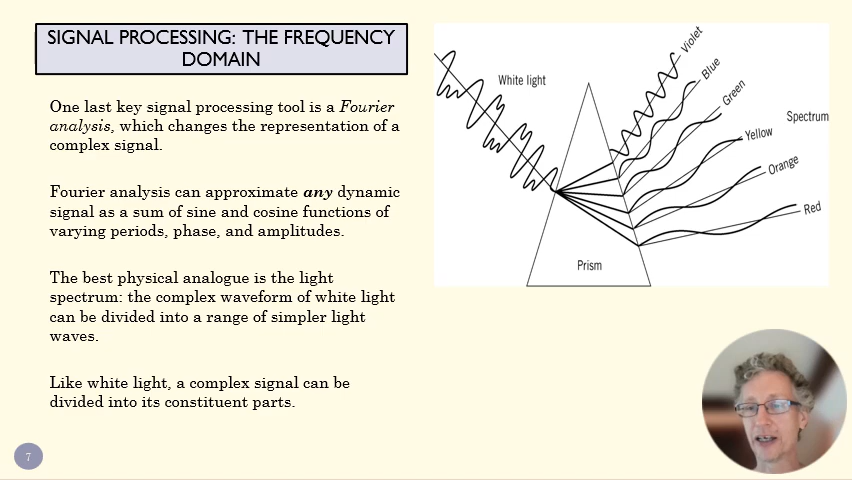 SIGNAL PROCESSING: THE FREQUENCY
DOMAIN
One last key signal processing tool is a Fourier
analysis, which changes the representation of a
complex signal.
Fourier analysis can approximate any dynamic
signal as a sum of sine and cosine functions of
varying periods, phase, and amplitudes.
The best physical analogue is the light
spectrum: the complex waveform of white light
can be divided into a range of simpler light
waves.
Like white light, a complex signal can be
divided into its constituent parts.
7
White light
Violet
Blue
Green
Spectrum
Yellow
Orange
Red
Prism